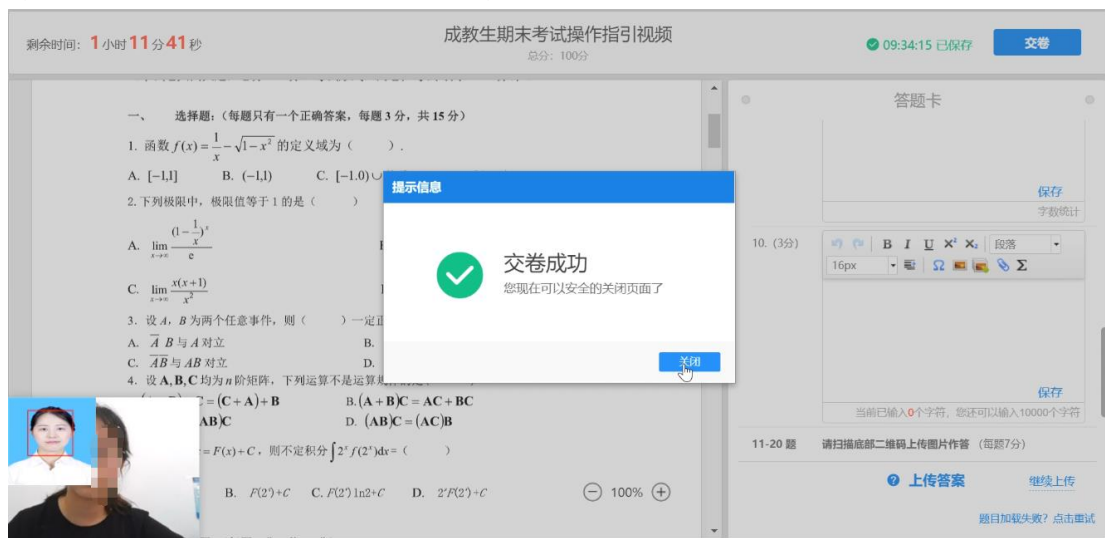 剩余时间: 1小时11分41秒
成教生期末考试操作指引视频
总分: 100分
09:34:15 已保存
交卷
一、 选择题:(每题只有一个正确答案,每题 3 分,共 15 分)
1. 函数 f(x) = 1/x − √(1−x²) 的定义域为( ).
A. [−1,1] B. (−1,1) C. [−1.0)∪
2. 下列极限中,极限值等于 1 的是( )
A. lim x→∞ (1−1/x)^x / e
C. lim x→∞ x(x+1)/x²
3. 设 A,B 为两个任意事件,则( )一定
A. A̅ B 与 A 对立 B.
C. A̅B̅ 与 AB 对立 D.
4. 设 A,B,C 均为 n 阶矩阵,下列运算不是运算
= (C + A) + B B. (A + B)C = AC + BC
AB)C D. (AB)C = (AC)B
= F(x) + C,则不定积分 ∫2ˣ f(2ˣ)dx = ( )
B. F(2ˣ)+C C. F(2ˣ)ln2+C D. 2ˣF(2ˣ)+C
100%
提示信息
交卷成功
您现在可以安全的关闭页面了
关闭
答题卡
保存
字数统计
10. (3分)
B I U X² X₂ 段落
16px Ω Σ
保存
当前已输入0个字符, 您还可以输入10000个字符
11-20 题 请扫描底部二维码上传图片作答 (每题7分)
上传答案 继续上传
题目加载失败? 点击重试